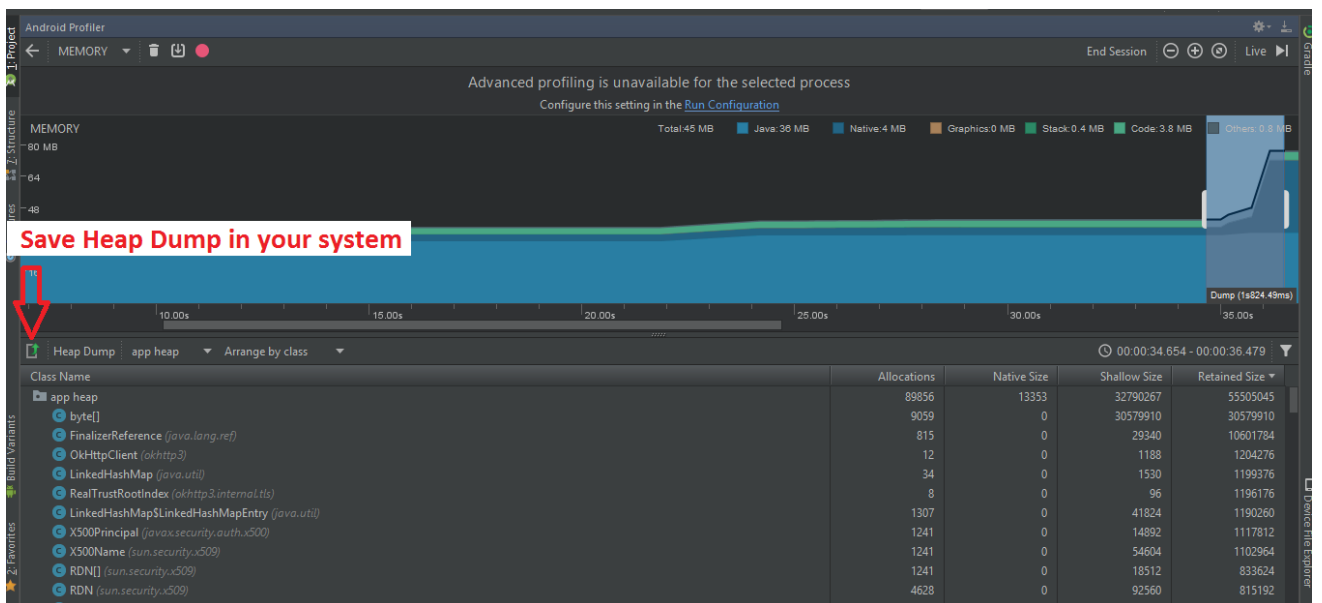 Android Profiler
MEMORY
End Session
Live
Advanced profiling is unavailable for the selected process
Configure this setting in the Run Configuration
MEMORY
Total:45 MB Java:36 MB Native:4 MB Graphics:0 MB Stack:0.4 MB Code:3.8 MB Others:0.8 MB
80 MB
64
48
Save Heap Dump in your system
16
Dump (1s824.49ms)
10.00s 15.00s 20.00s 25.00s 30.00s 35.00s
Heap Dump app heap Arrange by class 00:00:34.654 - 00:00:36.479
Class Name Allocations Native Size Shallow Size Retained Size
app heap 89856 13353 32790267 55505045
byte[] 9059 0 30579910 30579910
FinalizerReference (java.lang.ref) 815 0 29340 10601784
OkHttpClient (okhttp3) 12 0 1188 1204276
LinkedHashMap (java.util) 34 0 1530 1199376
RealTrustRootIndex (okhttp3.internal.tls) 8 0 96 1196176
LinkedHashMap$LinkedHashMapEntry (java.util) 1307 0 41824 1190260
X500Principal (javax.security.auth.x500) 1241 0 14892 1117812
X500Name (sun.security.x509) 1241 0 54604 1102964
RDN[] (sun.security.x509) 1241 0 18512 833624
RDN (sun.security.x509) 4628 0 92560 815192
1: Project
7: Structure
Build Variants
2: Favorites
Gradle
Device File Explorer